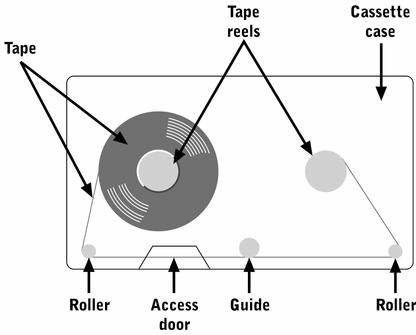 Tape
reels
Cassette
case
Tape
Roller
Access
door
Guide
Roller